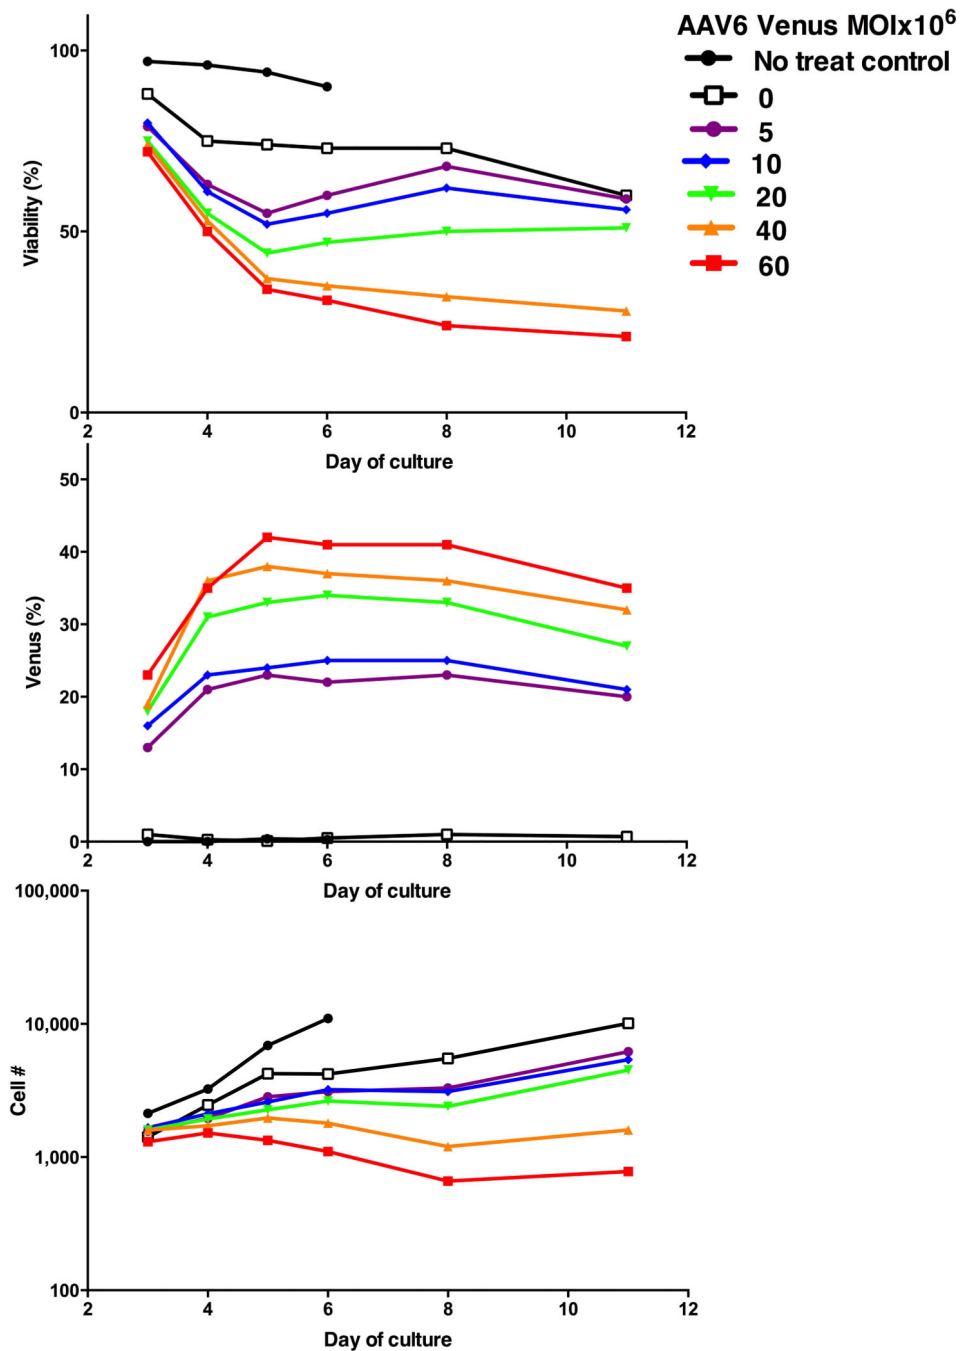 AAV6 Venus MOIx10⁶
No treat control
0
5
10
20
40
60
100
50
0
Viability (%)
2 4 6 8 10 12
Day of culture
50
40
30
20
10
0
Venus (%)
2 4 6 8 10 12
Day of culture
100,000
10,000
1,000
100
Cell #
2 4 6 8 10 12
Day of culture